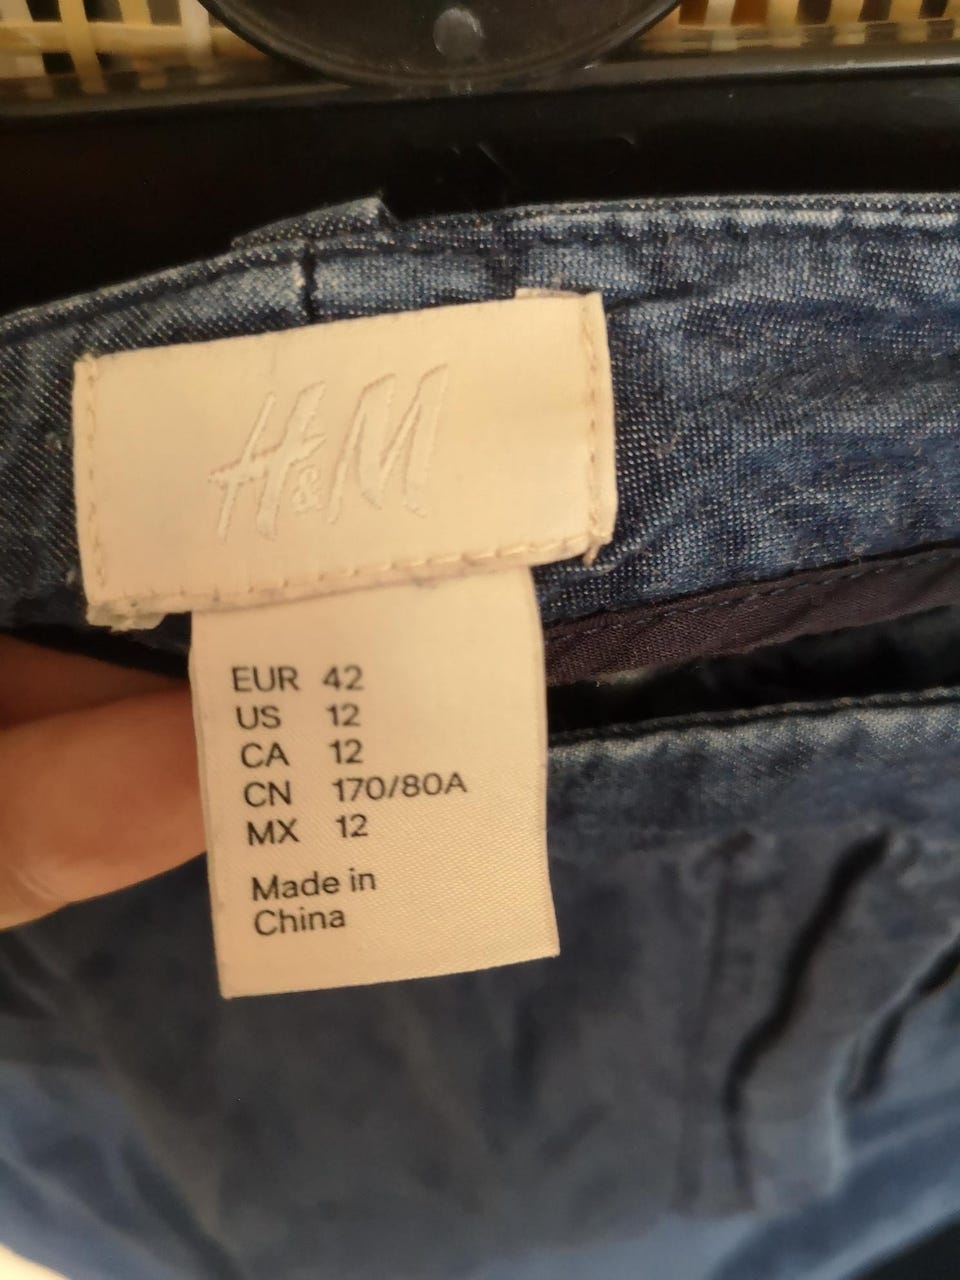 H&M
EUR 42
US 12
CA 12
CN 170/80A
MX 12
Made in
China